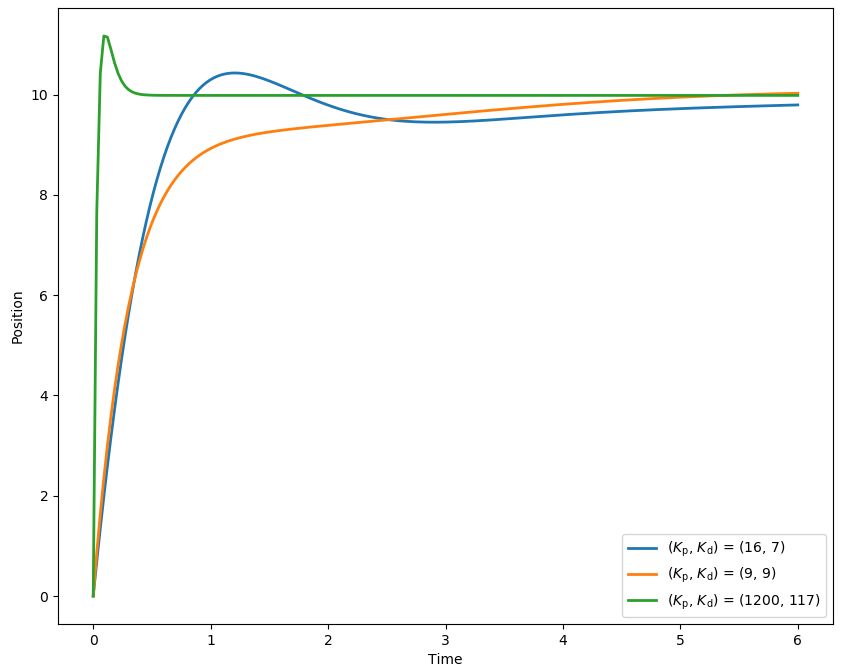 10
8
6
4
2
0
Position
0 1 2 3 4 5 6
Time
(Kp, Kd) = (16, 7)
(Kp, Kd) = (9, 9)
(Kp, Kd) = (1200, 117)